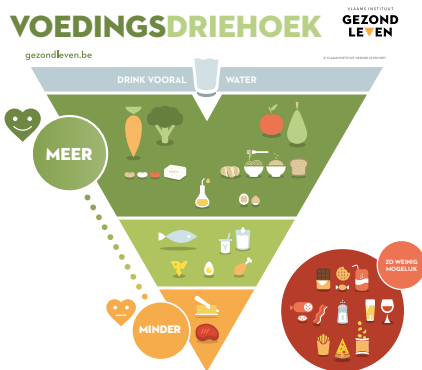 VOEDINGSDRIEHOEK
VLAAMS INSTITUUT
GEZOND
LEVEN
gezondleven.be
DRINK VOORAL WATER
MEER
ZO WEINIG
MOGELIJK
MINDER